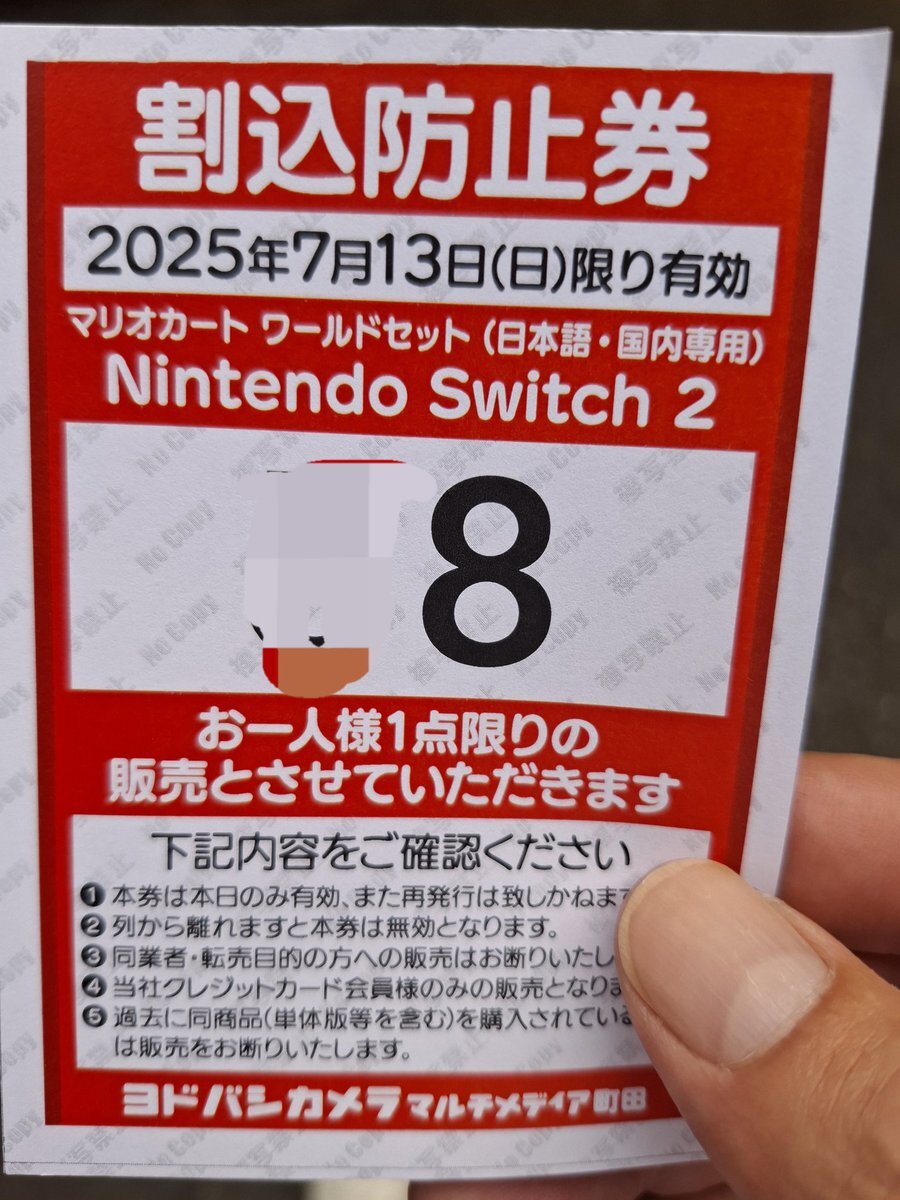 割込防止券
2025年7月13日(日)限り有効
マリオカート ワールドセット (日本語・国内専用)
Nintendo Switch 2
8
お一人様1点限りの
販売とさせていただきます
下記内容をご確認ください
❶ 本券は本日のみ有効、また再発行は致しかねます
❷ 列から離れますと本券は無効となります。
❸ 同業者・転売目的の方への販売はお断りいたし
❹ 当社クレジットカード会員様のみの販売となりま
❺ 過去に同商品(単体版等を含む)を購入されている
は販売をお断りいたします。
ヨドバシカメラ マルチメディア町田
複写禁止 No Copy